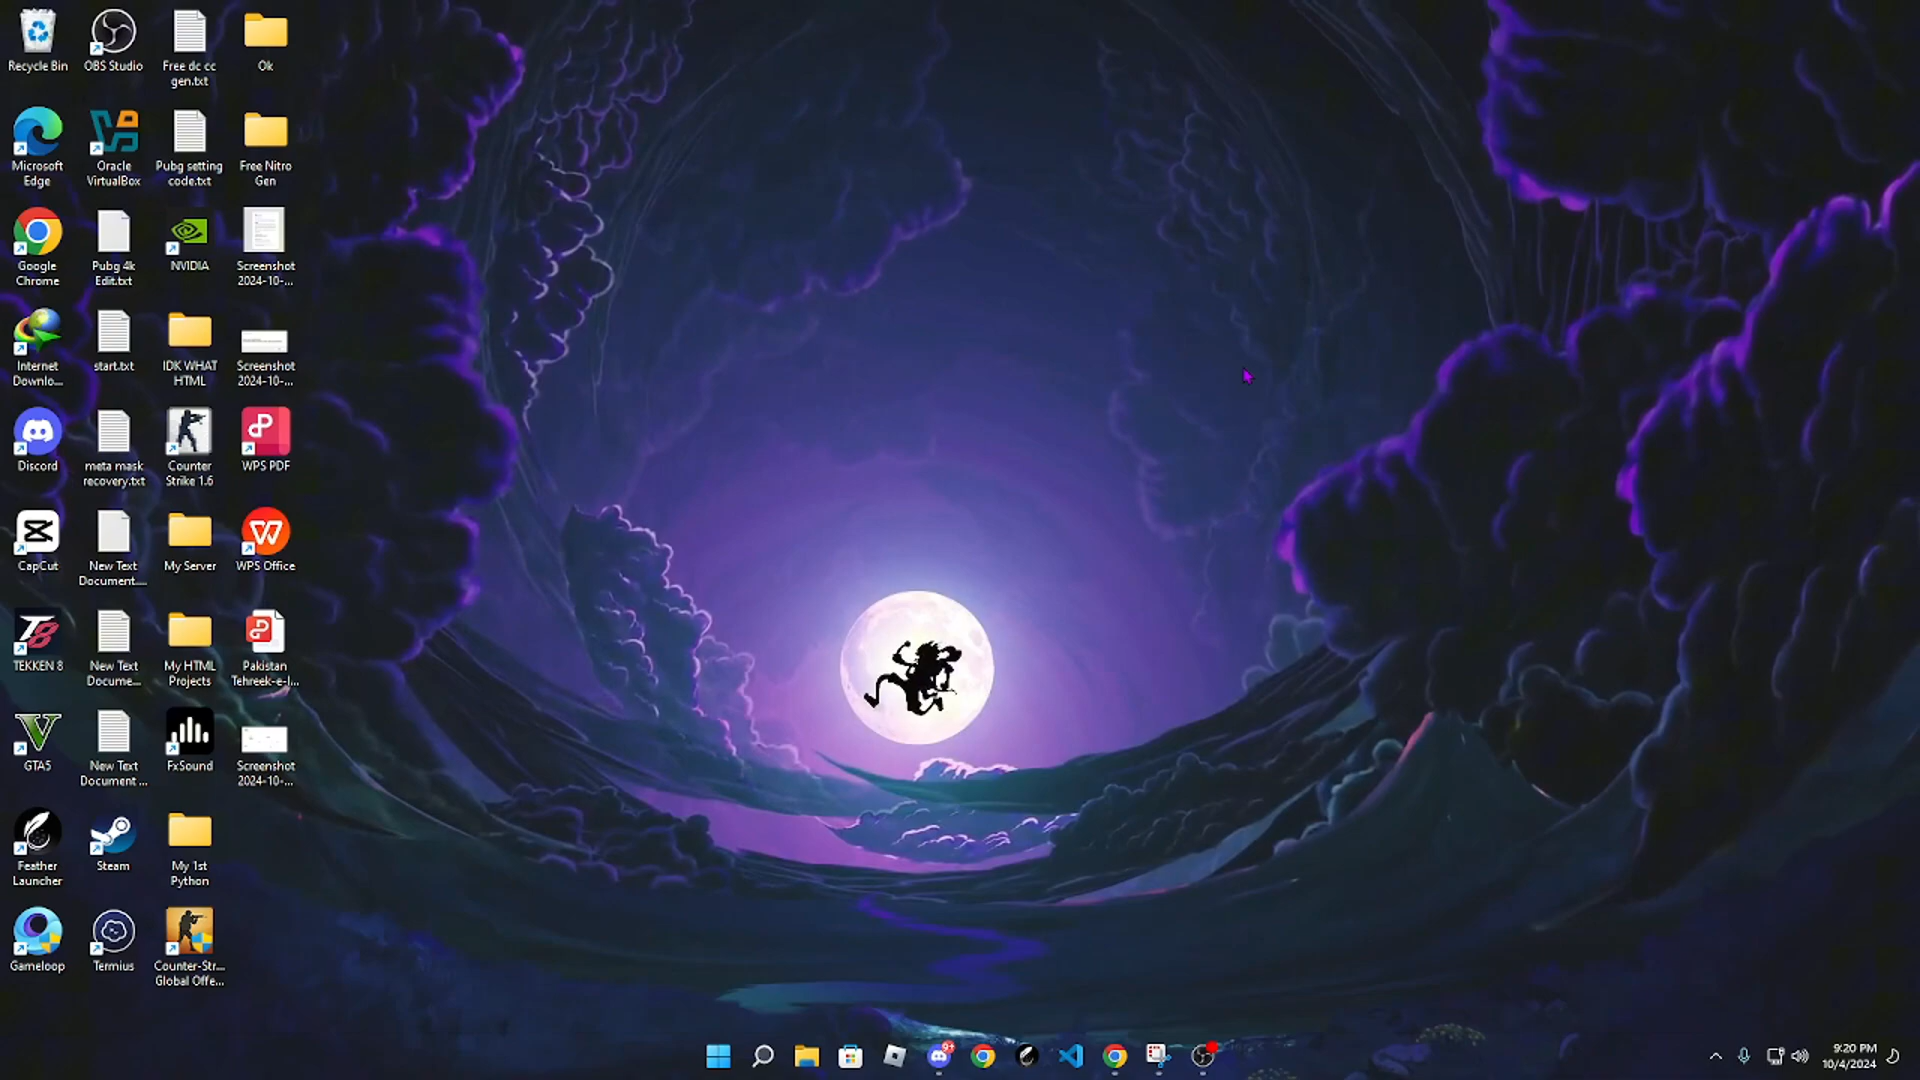 Recycle Bin
OBS Studio
Free dc cc
gen.txt
Ok
Microsoft
Edge
Oracle
VirtualBox
Pubg setting
code.txt
Free Nitro
Gen
Google
Chrome
Pubg 4k
Edit.txt
NVIDIA
Screenshot
2024-10-...
Internet
Downlo...
start.txt
IDK WHAT
HTML
Screenshot
2024-10-...
Discord
meta mask
recovery.txt
Counter
Strike 1.6
WPS PDF
CapCut
New Text
Document....
My Server
WPS Office
TEKKEN 8
New Text
Docume...
My HTML
Projects
Pakistan
Tehreek-e-I...
GTA5
New Text
Document ...
FxSound
Screenshot
2024-10-...
Feather
Launcher
Steam
My 1st
Python
Gameloop
Termius
Counter-Str...
Global Offe...
9+
9:20 PM
10/4/2024